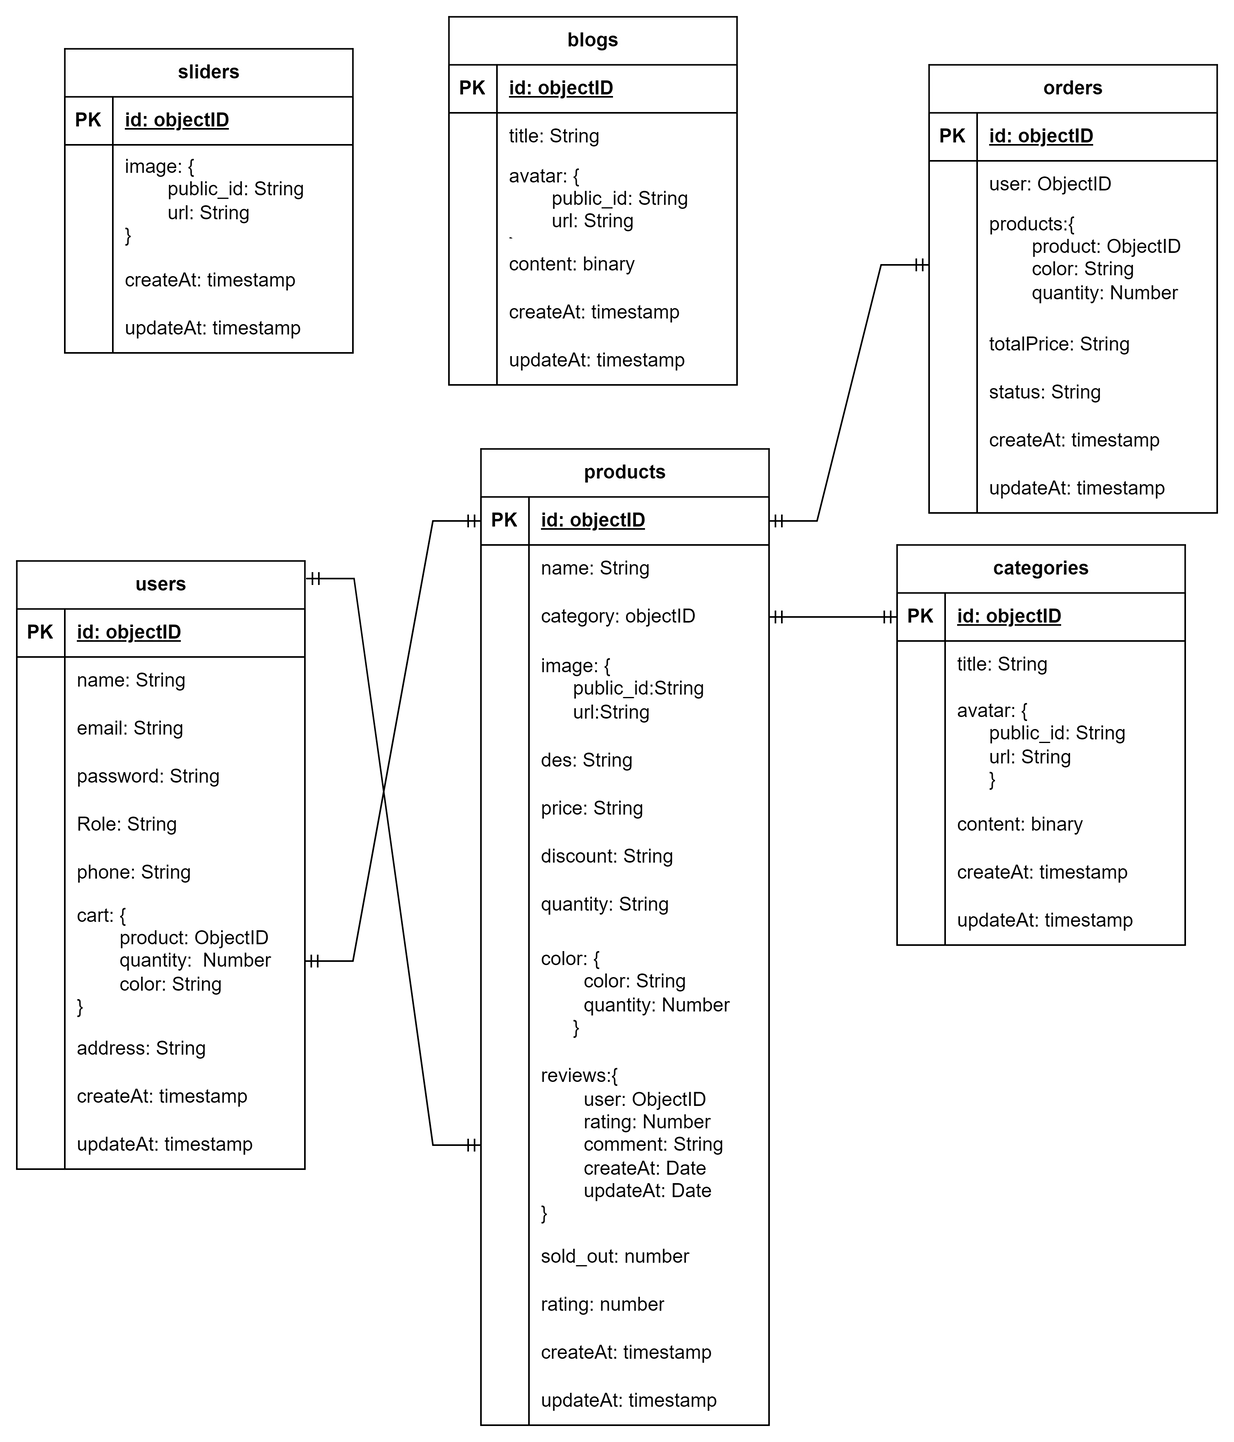 sliders
PK id: objectID
image: {
public_id: String
url: String
}
createAt: timestamp
updateAt: timestamp
blogs
PK id: objectID
title: String
avatar: {
public_id: String
url: String
content: binary
createAt: timestamp
updateAt: timestamp
orders
PK id: objectID
user: ObjectID
products:{
product: ObjectID
color: String
quantity: Number
totalPrice: String
status: String
createAt: timestamp
updateAt: timestamp
users
PK id: objectID
name: String
email: String
password: String
Role: String
phone: String
cart: {
product: ObjectID
quantity:  Number
color: String
}
address: String
createAt: timestamp
updateAt: timestamp
products
PK id: objectID
name: String
category: objectID
image: {
public_id:String
url:String
des: String
price: String
discount: String
quantity: String
color: {
color: String
quantity: Number
}
reviews:{
user: ObjectID
rating: Number
comment: String
createAt: Date
updateAt: Date
}
sold_out: number
rating: number
createAt: timestamp
updateAt: timestamp
categories
PK id: objectID
title: String
avatar: {
public_id: String
url: String
}
content: binary
createAt: timestamp
updateAt: timestamp